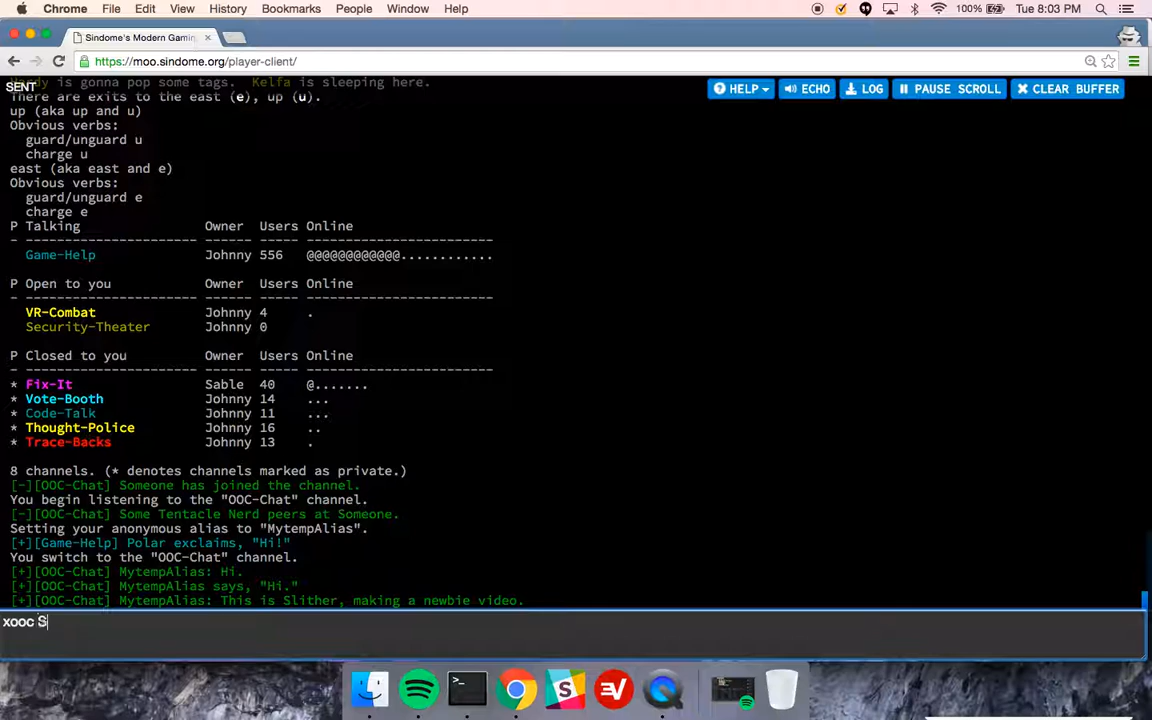 Chrome File Edit View History Bookmarks People Window Help 100% Tue 8:03 PM
Sindome's Modern Gamin ×
https://moo.sindome.org/player-client/
is gonna pop some tags. Kelfa is sleeping here.
SENT
HELP ECHO LOG PAUSE SCROLL CLEAR BUFFER
There are exits to the east (e), up (u).
up (aka up and u)
Obvious verbs:
guard/unguard u
charge u
east (aka east and e)
Obvious verbs:
guard/unguard e
charge e
P Talking Owner Users Online
- ---------------------- ------ ----- --------------------------
Game-Help Johnny 556 @@@@@@@@@@@@............
P Open to you Owner Users Online
- ---------------------- ------ ----- --------------------------
VR-Combat Johnny 4 .
Security-Theater Johnny 0
P Closed to you Owner Users Online
- ---------------------- ------ ----- --------------------------
* Fix-It Sable 40 @.......
* Vote-Booth Johnny 14 ...
* Code-Talk Johnny 11 ...
* Thought-Police Johnny 16 ..
* Trace-Backs Johnny 13 .
8 channels. (* denotes channels marked as private.)
[-][OOC-Chat] Someone has joined the channel.
You begin listening to the "OOC-Chat" channel.
[-][OOC-Chat] Some Tentacle Nerd peers at Someone.
Setting your anonymous alias to "MytempAlias".
[+][Game-Help] Polar exclaims, "Hi!"
You switch to the "OOC-Chat" channel.
[+][OOC-Chat] MytempAlias: Hi.
[+][OOC-Chat] MytempAlias says, "Hi."
[+][OOC-Chat] MytempAlias: This is Slither, making a newbie video.
xooc S